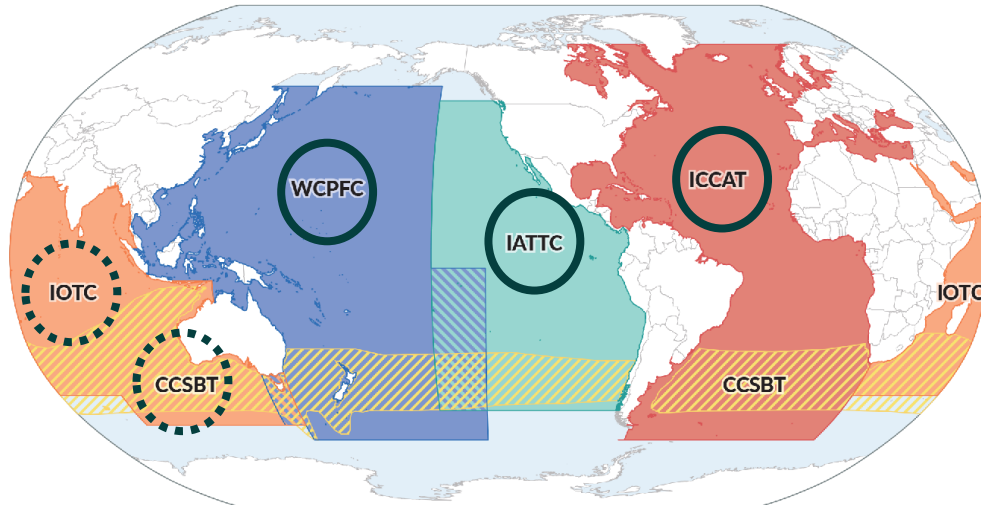 WCPFC
ICCAT
IATTC
IOTC
IOTC
CCSBT
CCSBT